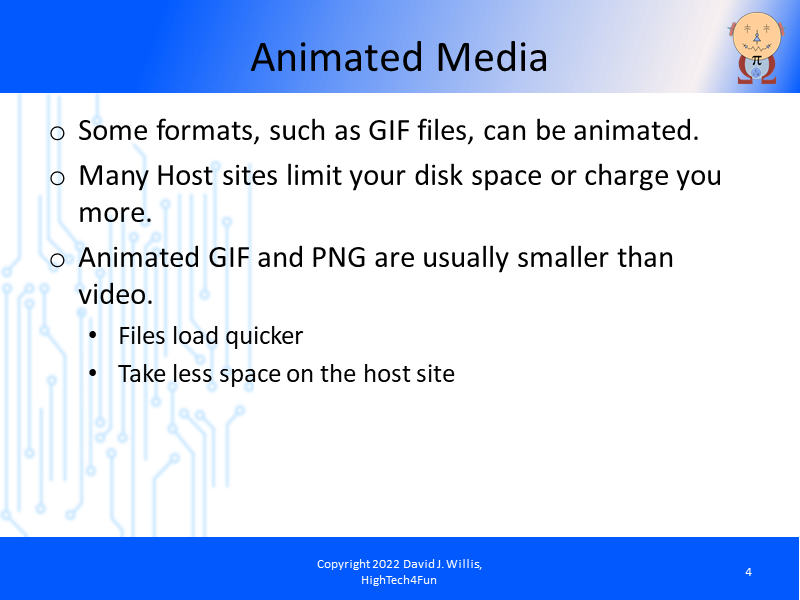 Animated Media
o Some formats, such as GIF files, can be animated.
o Many Host sites limit your disk space or charge you
more.
o Animated GIF and PNG are usually smaller than
video.
• Files load quicker
• Take less space on the host site
π
Copyright 2022 David J. Willis,
HighTech4Fun
4